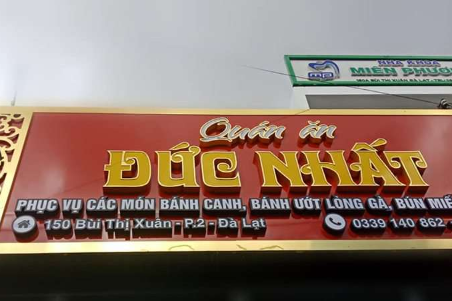 NHA KHOA
MIÊN PHƯƠNG
Quán ăn
ĐỨC NHẤT
PHỤC VỤ CÁC MÓN BÁNH CANH, BÁNH ƯỚT LÒNG GÀ, BÚN
150 Bùi Thị Xuân - P.2 - Đà Lạt 0339 140 862